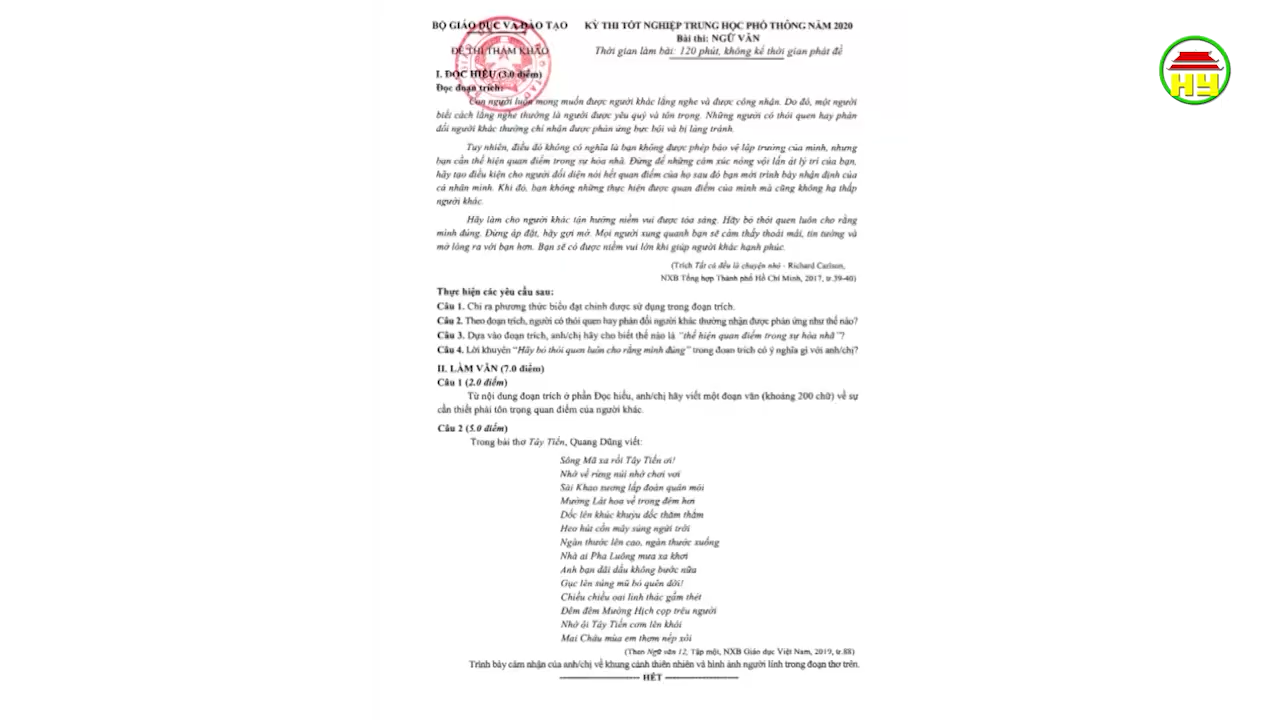 BỘ GIÁO DỤC VÀ ĐÀO TẠO
ĐỀ THI THAM KHẢO
KỲ THI TỐT NGHIỆP TRUNG HỌC PHỔ THÔNG NĂM 2020
Bài thi: NGỮ VĂN
Thời gian làm bài: 120 phút, không kể thời gian phát đề
HY
I. ĐỌC HIỂU (3.0 điểm)
Đọc đoạn trích:
Con người luôn mong muốn được người khác lắng nghe và được công nhận. Do đó, một người
biết cách lắng nghe thường là người được yêu quý và tôn trọng. Những người có thói quen hay phản
đối người khác thường chỉ nhận được phản ứng bực bội và bị lảng tránh.
Tuy nhiên, điều đó không có nghĩa là bạn không được phép bảo vệ lập trường của mình, nhưng
bạn cần thể hiện quan điểm trong sự hòa nhã. Đừng để những cảm xúc nóng vội lấn át lý trí của bạn,
hãy tạo điều kiện cho người đối diện nói hết quan điểm của họ sau đó bạn mới trình bày nhận định của
cá nhân mình. Khi đó, bạn không những thực hiện được quan điểm của mình mà cũng không hạ thấp
người khác.
Hãy làm cho người khác tận hưởng niềm vui được tỏa sáng. Hãy bỏ thói quen luôn cho rằng
mình đúng. Đừng áp đặt, hãy gợi mở. Mọi người xung quanh bạn sẽ cảm thấy thoải mái, tin tưởng và
mở lòng ra với bạn hơn. Bạn sẽ có được niềm vui lớn khi giúp người khác hạnh phúc.
(Trích Tất cả đều là chuyện nhỏ - Richard Carlson,
NXB Tổng hợp Thành phố Hồ Chí Minh, 2017, tr.39-40)
Thực hiện các yêu cầu sau:
Câu 1. Chỉ ra phương thức biểu đạt chính được sử dụng trong đoạn trích.
Câu 2. Theo đoạn trích, người có thói quen hay phản đối người khác thường nhận được phản ứng như thế nào?
Câu 3. Dựa vào đoạn trích, anh/chị hãy cho biết thế nào là "thể hiện quan điểm trong sự hòa nhã"?
Câu 4. Lời khuyên "Hãy bỏ thói quen luôn cho rằng mình đúng" trong đoạn trích có ý nghĩa gì với anh/chị?
II. LÀM VĂN (7.0 điểm)
Câu 1 (2.0 điểm)
Từ nội dung đoạn trích ở phần Đọc hiểu, anh/chị hãy viết một đoạn văn (khoảng 200 chữ) về sự
cần thiết phải tôn trọng quan điểm của người khác.
Câu 2 (5.0 điểm)
Trong bài thơ Tây Tiến, Quang Dũng viết:
Sông Mã xa rồi Tây Tiến ơi!
Nhớ về rừng núi nhớ chơi vơi
Sài Khao sương lấp đoàn quân mỏi
Mường Lát hoa về trong đêm hơi
Dốc lên khúc khuỷu dốc thăm thẳm
Heo hút cồn mây súng ngửi trời
Ngàn thước lên cao, ngàn thước xuống
Nhà ai Pha Luông mưa xa khơi
Anh bạn dãi dầu không bước nữa
Gục lên súng mũ bỏ quên đời!
Chiều chiều oai linh thác gầm thét
Đêm đêm Mường Hịch cọp trêu người
Nhớ ôi Tây Tiến cơm lên khói
Mai Châu mùa em thơm nếp xôi
(Theo Ngữ văn 12, Tập một, NXB Giáo dục Việt Nam, 2019, tr.88)
Trình bày cảm nhận của anh/chị về khung cảnh thiên nhiên và hình ảnh người lính trong đoạn thơ trên.
HẾT